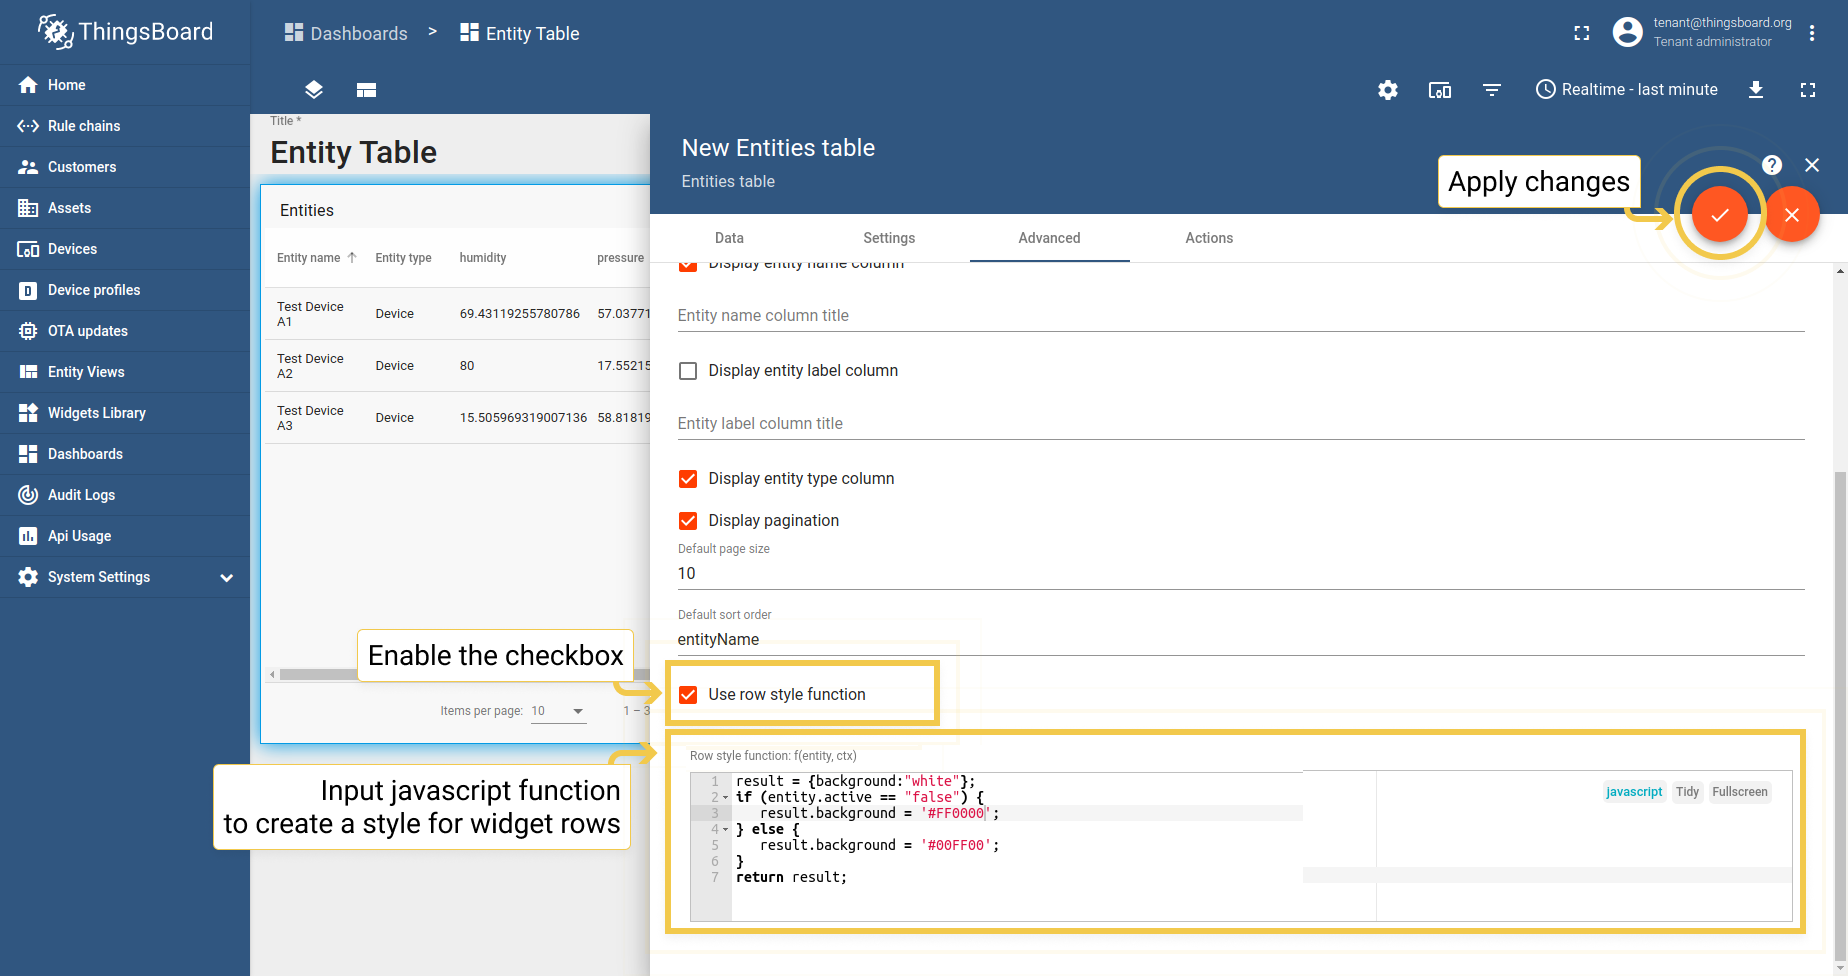 ThingsBoard
Dashboards > Entity Table
tenant@thingsboard.org
Tenant administrator
Home
Rule chains
Customers
Assets
Devices
Device profiles
OTA updates
Entity Views
Widgets Library
Dashboards
Audit Logs
Api Usage
System Settings
Realtime - last minute
Title *
Entity Table
Entities
Entity name Entity type humidity pressure
Test Device A1 Device 69.43119255780786 57.03771
Test Device A2 Device 80 17.55215
Test Device A3 Device 15.505969319007136 58.81819
Items per page: 10 1 – 3
New Entities table
Entities table
Apply changes
Data Settings Advanced Actions
Display entity name column
Entity name column title
Display entity label column
Entity label column title
Display entity type column
Display pagination
Default page size
10
Default sort order
entityName
Enable the checkbox
Use row style function
Input javascript function
to create a style for widget rows
Row style function: f(entity, ctx)
javascript Tidy Fullscreen
1 result = {background:"white"};
2 if (entity.active == "false") {
3 result.background = '#FF0000';
4 } else {
5 result.background = '#00FF00';
6 }
7 return result;